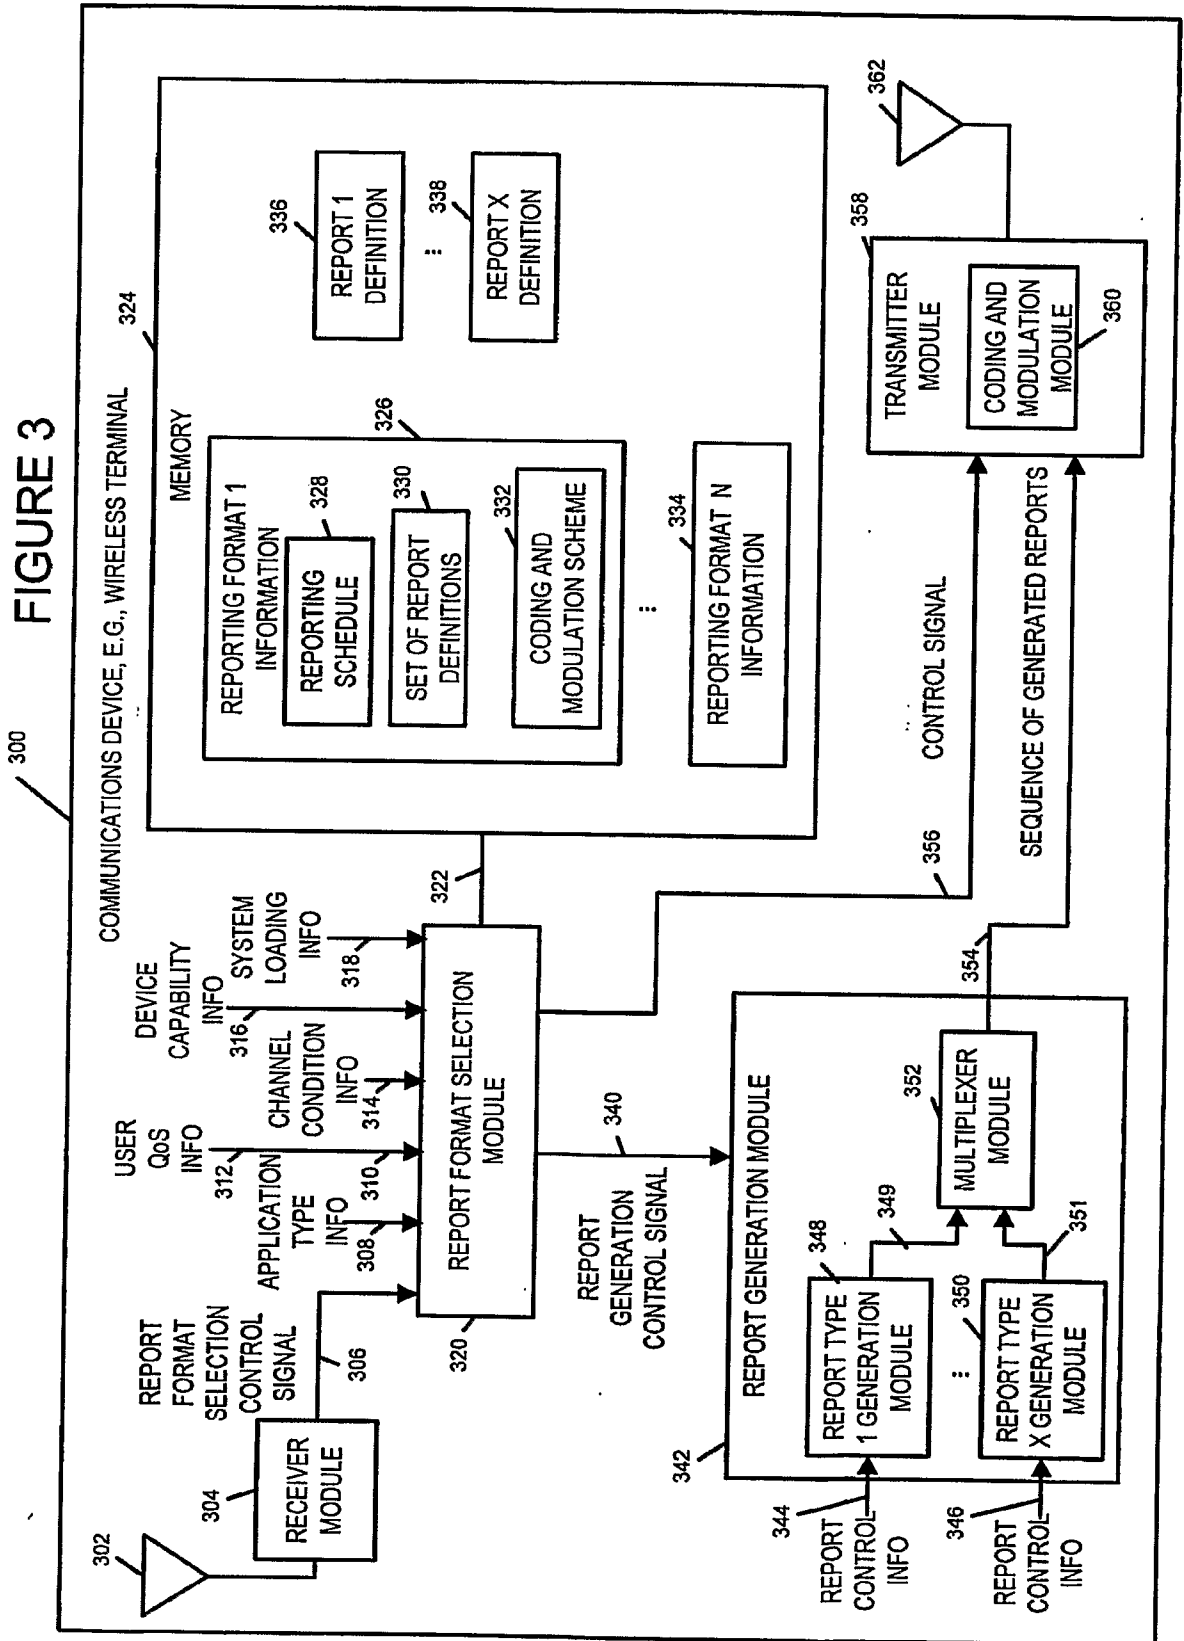 FIGURE 3
300
COMMUNICATIONS DEVICE, E.G., WIRELESS TERMINAL
302
304
RECEIVER
MODULE
REPORT
FORMAT
SELECTION
CONTROL
SIGNAL
306
APPLICATION
TYPE
INFO
308
USER
QoS
INFO
312
310
CHANNEL
CONDITION
INFO
314
DEVICE
CAPABILITY
INFO
316
SYSTEM
LOADING
INFO
318
REPORT FORMAT SELECTION
MODULE
320
322
324
MEMORY
REPORTING FORMAT 1
INFORMATION
326
REPORTING
SCHEDULE
328
SET OF REPORT
DEFINITIONS
330
CODING AND
MODULATION SCHEME
332
...
REPORTING FORMAT N
INFORMATION
334
336
REPORT 1
DEFINITION
...
338
REPORT X
DEFINITION
REPORT
GENERATION
CONTROL SIGNAL
340
342
REPORT GENERATION MODULE
REPORT
CONTROL
INFO
344
REPORT TYPE
1 GENERATION
MODULE
348
349
...
REPORT
CONTROL
INFO
346
REPORT TYPE
X GENERATION
MODULE
350
351
352
MULTIPLEXER
MODULE
354
356
CONTROL SIGNAL
SEQUENCE OF GENERATED REPORTS
358
TRANSMITTER
MODULE
CODING AND
MODULATION
MODULE
360
362